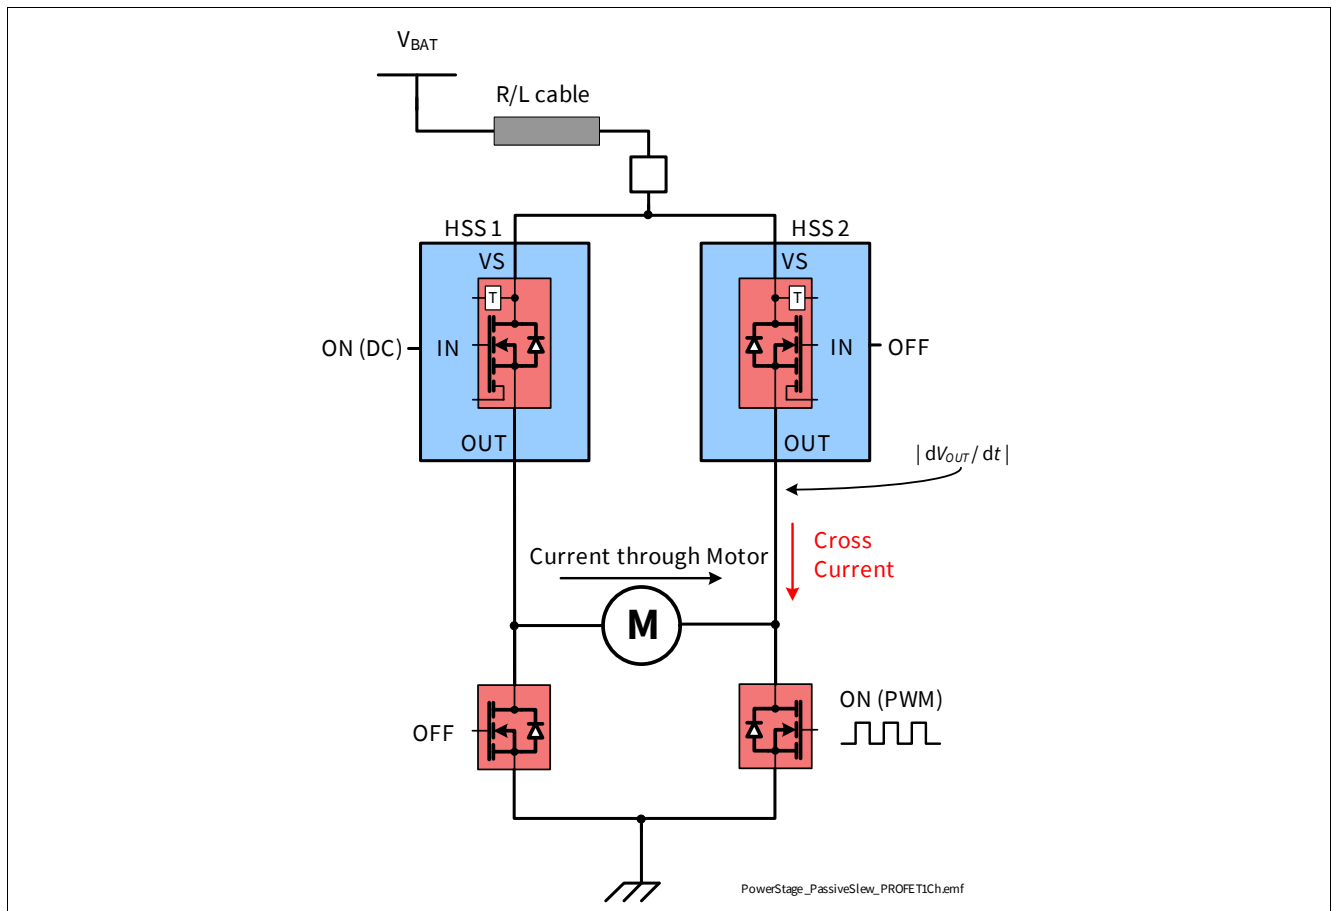 VBAT
R/L cable
HSS 1
HSS 2
VS
VS
T
T
ON (DC)
IN
IN
OFF
OUT
OUT
| dVOUT / dt |
Cross
Current
Current through Motor
M
OFF
ON (PWM)
PowerStage_PassiveSlew_PROFET1Ch.emf